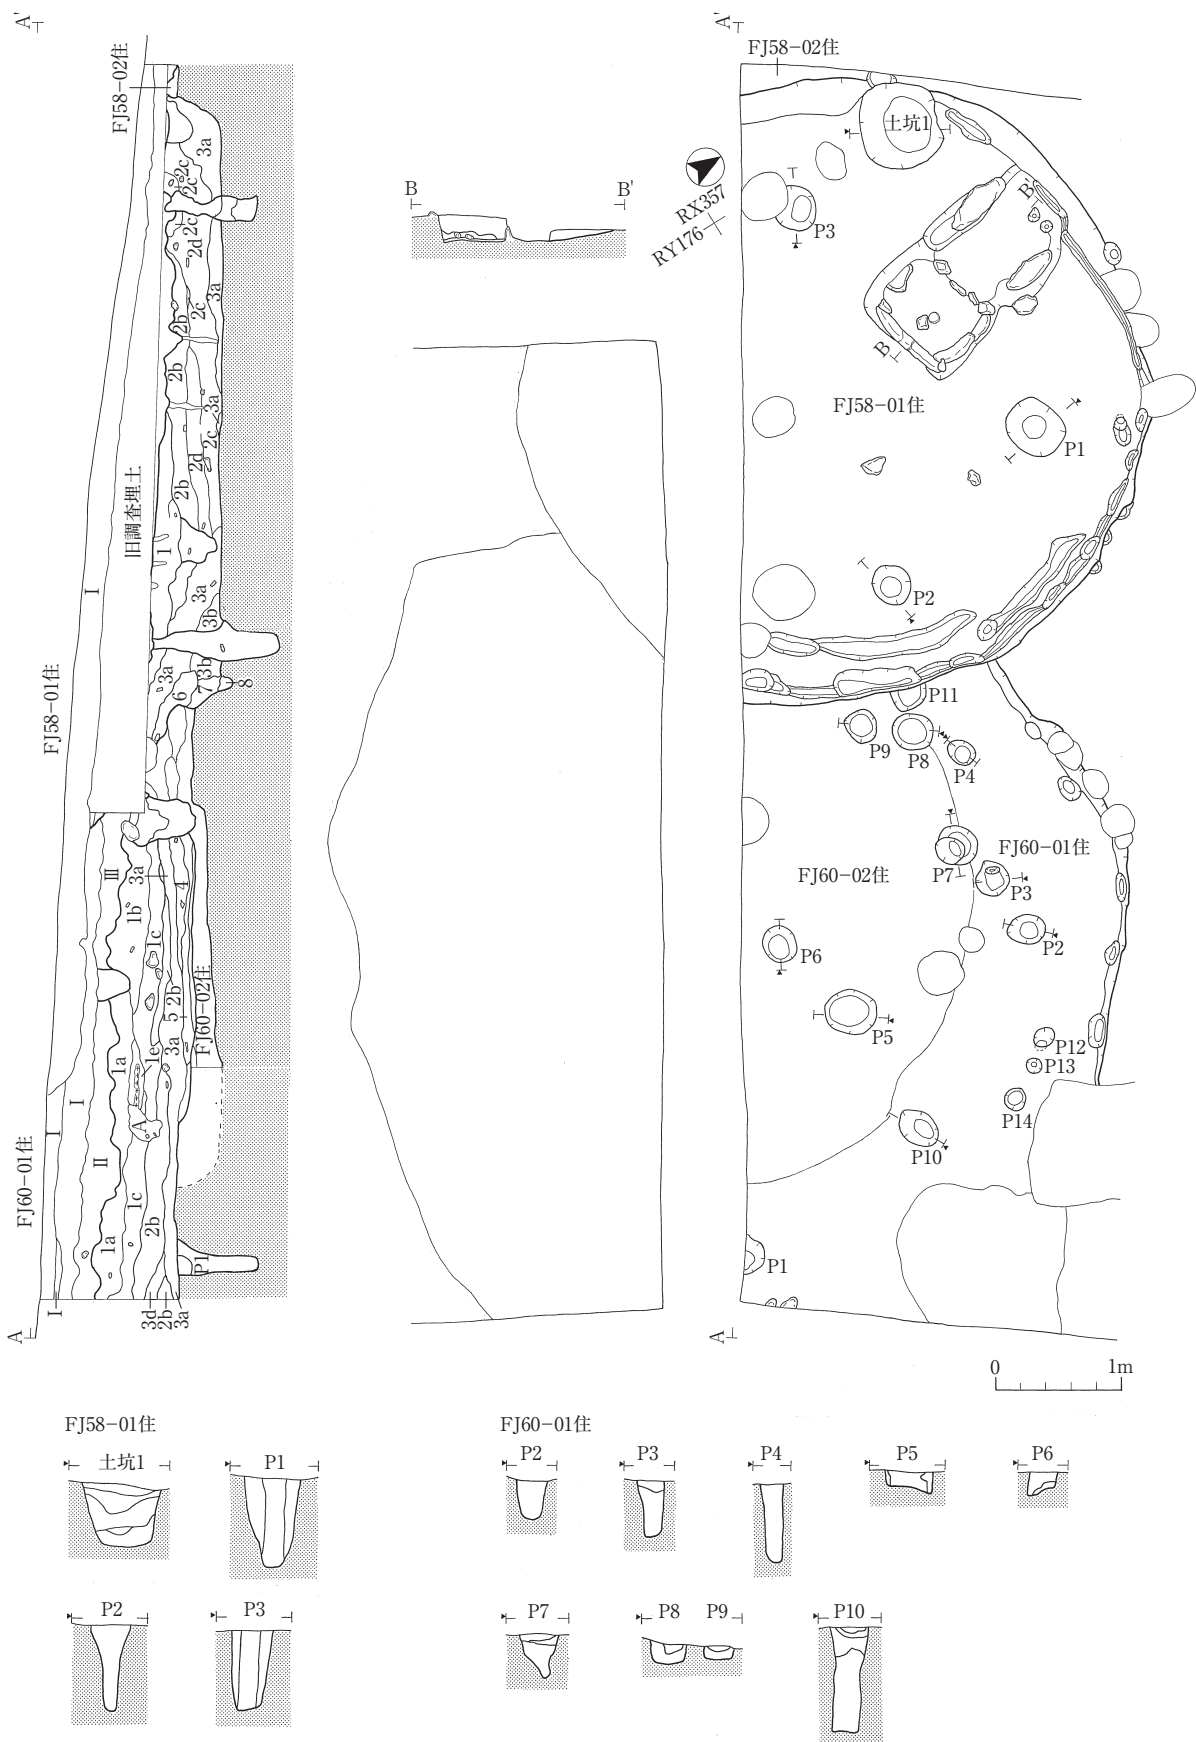 A'
FJ58-02住
3a
2c
2c
2c
2d
3a
2c
2b
2b
3a
2c
2d
2b
旧調査埋土
1
I
3a
3b
3b
3a
6
7
8
FJ58-01住
III
3a
4
1b
1c
2b
5
3a
FJ60-02住
1a
1e
I
I
A
II
FJ60-01住
1c
2b
1a
P1
I
3d
2b
3a
A
B
B'
A'
FJ58-02住
土坑1
RX357
RY176
P3
B'
B
FJ58-01住
P1
P2
P11
P9
P8
P4
FJ60-01住
FJ60-02住
P7
P3
P2
P6
P5
P12
P13
P14
P10
P1
A
0 1m
FJ58-01住
土坑1
P1
P2
P3
FJ60-01住
P2
P3
P4
P5
P6
P7
P8
P9
P10